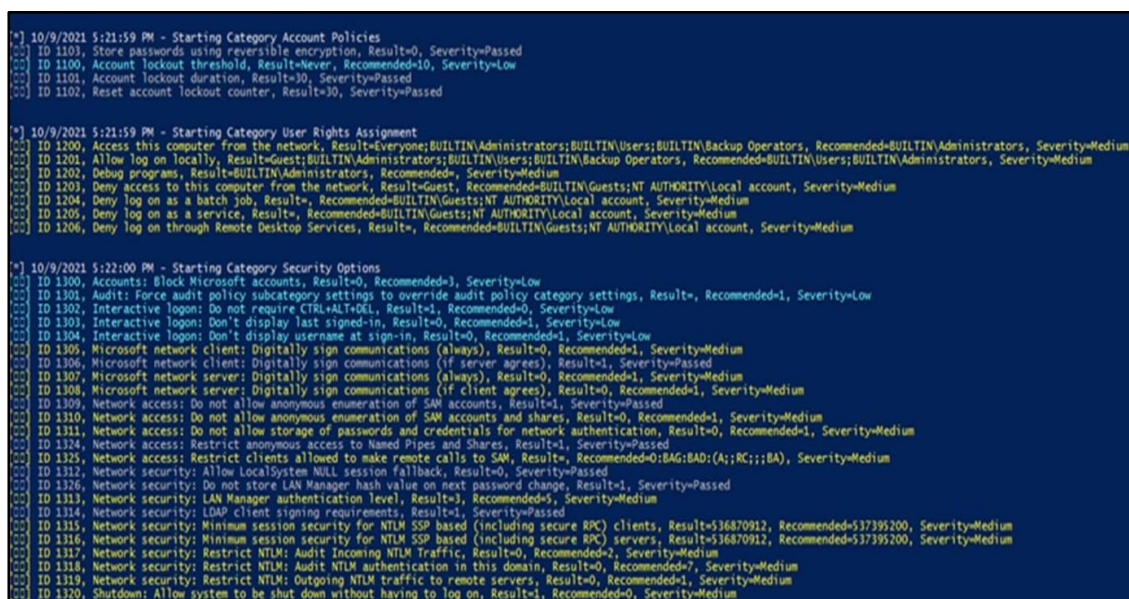 [*] 10/9/2021 5:21:59 PM - Starting Category Account Policies
[□□] ID 1103, Store passwords using reversible encryption, Result=0, Severity=Passed
[□□] ID 1100, Account lockout threshold, Result=Never, Recommended=10, Severity=Low
[□□] ID 1101, Account lockout duration, Result=30, Severity=Passed
[□□] ID 1102, Reset account lockout counter, Result=30, Severity=Passed
[*] 10/9/2021 5:21:59 PM - Starting Category User Rights Assignment
[□□] ID 1200, Access this computer from the network, Result=Everyone;BUILTIN\Administrators;BUILTIN\Users;BUILTIN\Backup Operators, Recommended=BUILTIN\Administrators, Severity=Medium
[□□] ID 1201, Allow log on locally, Result=Guest;BUILTIN\Administrators;BUILTIN\Users;BUILTIN\Backup Operators, Recommended=BUILTIN\Users;BUILTIN\Administrators, Severity=Medium
[□□] ID 1202, Debug programs, Result=BUILTIN\Administrators, Recommended=, Severity=Medium
[□□] ID 1203, Deny access to this computer from the network, Result=Guest, Recommended=BUILTIN\Guests;NT AUTHORITY\Local account, Severity=Medium
[□□] ID 1204, Deny log on as a batch job, Result=, Recommended=BUILTIN\Guests;NT AUTHORITY\Local account, Severity=Medium
[□□] ID 1205, Deny log on as a service, Result=, Recommended=BUILTIN\Guests;NT AUTHORITY\Local account, Severity=Medium
[□□] ID 1206, Deny log on through Remote Desktop Services, Result=, Recommended=BUILTIN\Guests;NT AUTHORITY\Local account, Severity=Medium
[*] 10/9/2021 5:22:00 PM - Starting Category Security Options
[□□] ID 1300, Accounts: Block Microsoft accounts, Result=0, Recommended=3, Severity=Low
[□□] ID 1301, Audit: Force audit policy subcategory settings to override audit policy category settings, Result=, Recommended=1, Severity=Low
[□□] ID 1302, Interactive logon: Do not require CTRL+ALT+DEL, Result=1, Recommended=0, Severity=Low
[□□] ID 1303, Interactive logon: Don't display last signed-in, Result=0, Recommended=1, Severity=Low
[□□] ID 1304, Interactive logon: Don't display username at sign-in, Result=0, Recommended=1, Severity=Low
[□□] ID 1305, Microsoft network client: Digitally sign communications (always), Result=0, Recommended=1, Severity=Medium
[□□] ID 1306, Microsoft network client: Digitally sign communications (if server agrees), Result=1, Severity=Passed
[□□] ID 1307, Microsoft network server: Digitally sign communications (always), Result=0, Recommended=1, Severity=Medium
[□□] ID 1308, Microsoft network server: Digitally sign communications (if client agrees), Result=0, Recommended=1, Severity=Medium
[□□] ID 1309, Network access: Do not allow anonymous enumeration of SAM accounts, Result=1, Severity=Passed
[□□] ID 1310, Network access: Do not allow anonymous enumeration of SAM accounts and shares, Result=0, Recommended=1, Severity=Medium
[□□] ID 1311, Network access: Do not allow storage of passwords and credentials for network authentication, Result=0, Recommended=1, Severity=Medium
[□□] ID 1324, Network access: Restrict anonymous access to Named Pipes and Shares, Result=1, Severity=Passed
[□□] ID 1325, Network access: Restrict clients allowed to make remote calls to SAM, Result=, Recommended=O:BAG:BAD:(A;;RC;;;BA), Severity=Medium
[□□] ID 1312, Network security: Allow LocalSystem NULL session fallback, Result=0, Severity=Passed
[□□] ID 1326, Network security: Do not store LAN Manager hash value on next password change, Result=1, Severity=Passed
[□□] ID 1313, Network security: LAN Manager authentication level, Result=3, Recommended=5, Severity=Medium
[□□] ID 1314, Network security: LDAP client signing requirements, Result=1, Severity=Passed
[□□] ID 1315, Network security: Minimum session security for NTLM SSP based (including secure RPC) clients, Result=536870912, Recommended=537395200, Severity=Medium
[□□] ID 1316, Network security: Minimum session security for NTLM SSP based (including secure RPC) servers, Result=536870912, Recommended=537395200, Severity=Medium
[□□] ID 1317, Network security: Restrict NTLM: Audit Incoming NTLM Traffic, Result=0, Recommended=2, Severity=Medium
[□□] ID 1318, Network security: Restrict NTLM: Audit NTLM authentication in this domain, Result=0, Recommended=7, Severity=Medium
[□□] ID 1319, Network security: Restrict NTLM: Outgoing NTLM traffic to remote servers, Result=0, Recommended=1, Severity=Medium
[□□] ID 1320, Shutdown: Allow system to be shut down without having to log on, Result=1, Recommended=0, Severity=Medium